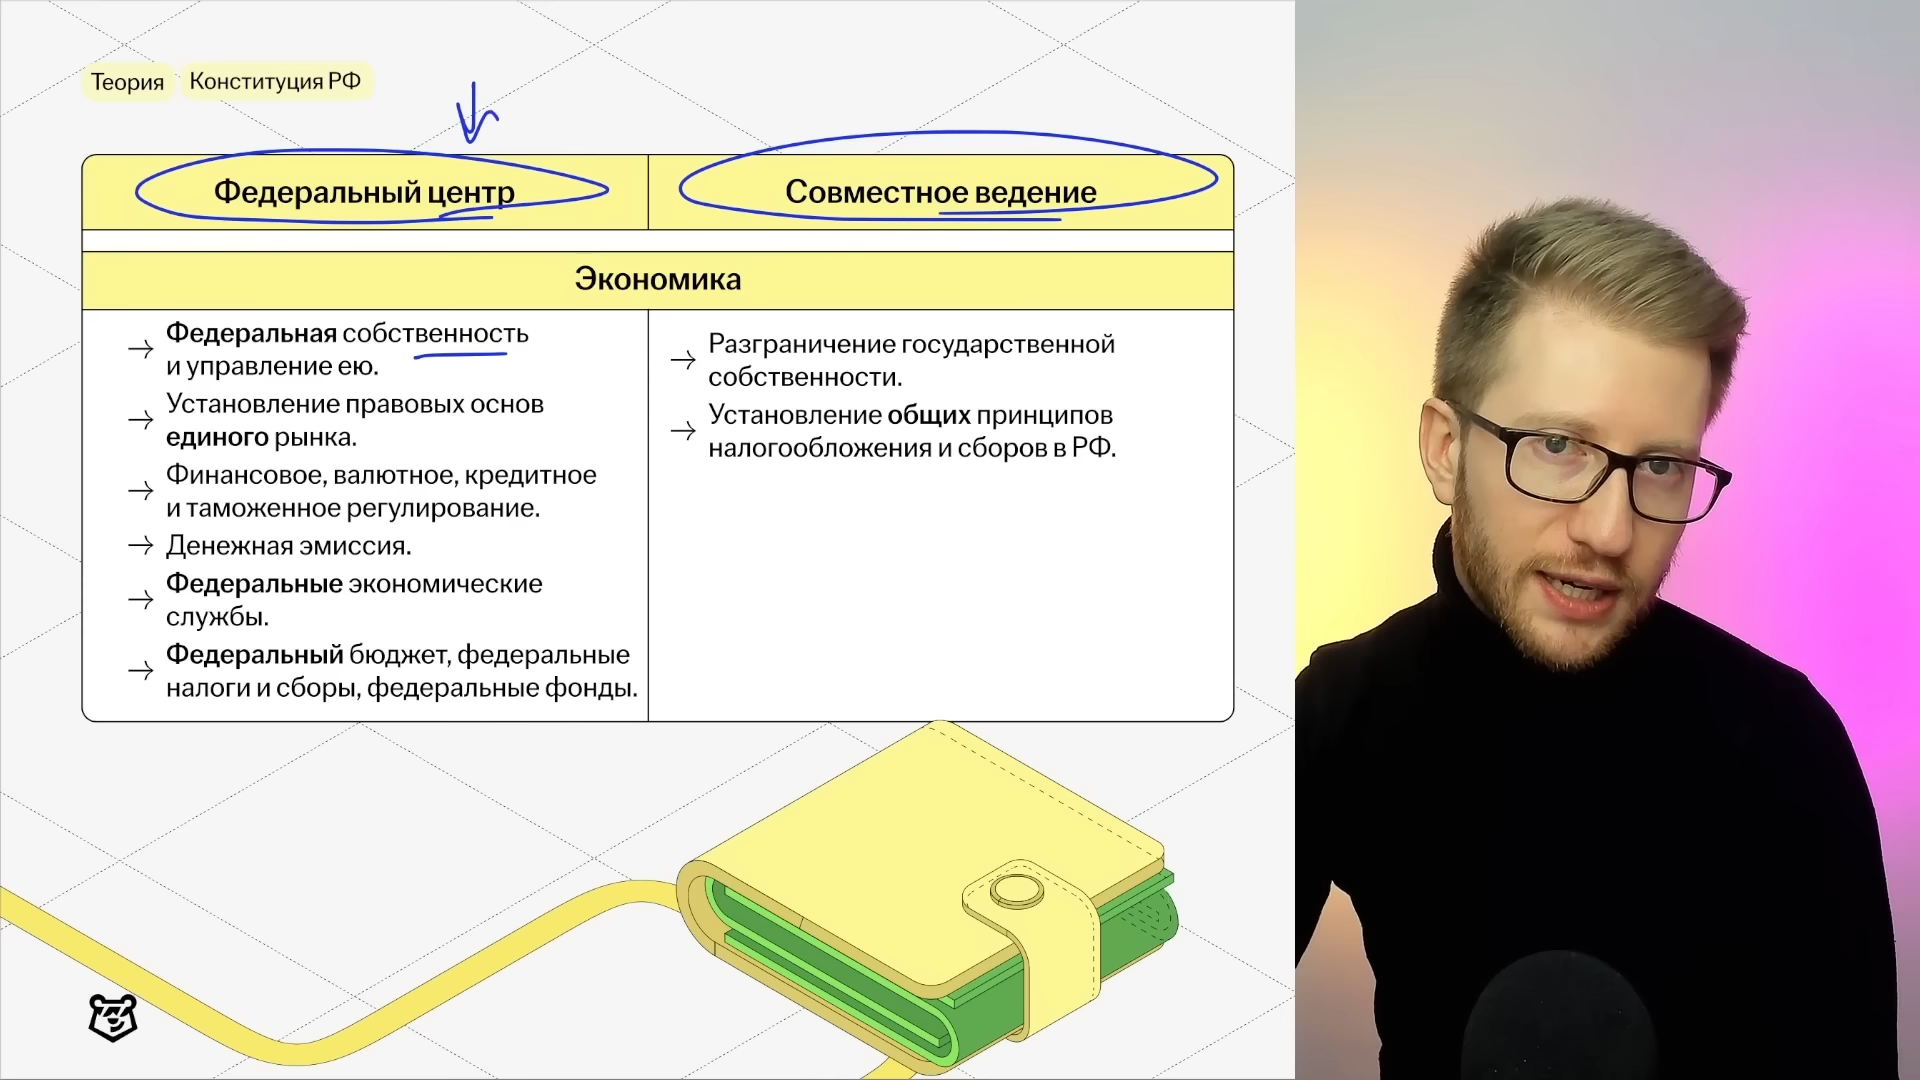 Теория Конституция РФ
Федеральный центр
Совместное ведение
Экономика
Федеральная собственность
и управление ею.
Установление правовых основ
единого рынка.
Финансовое, валютное, кредитное
и таможенное регулирование.
Денежная эмиссия.
Федеральные экономические
службы.
Федеральный бюджет, федеральные
налоги и сборы, федеральные фонды.
Разграничение государственной
собственности.
Установление общих принципов
налогообложения и сборов в РФ.